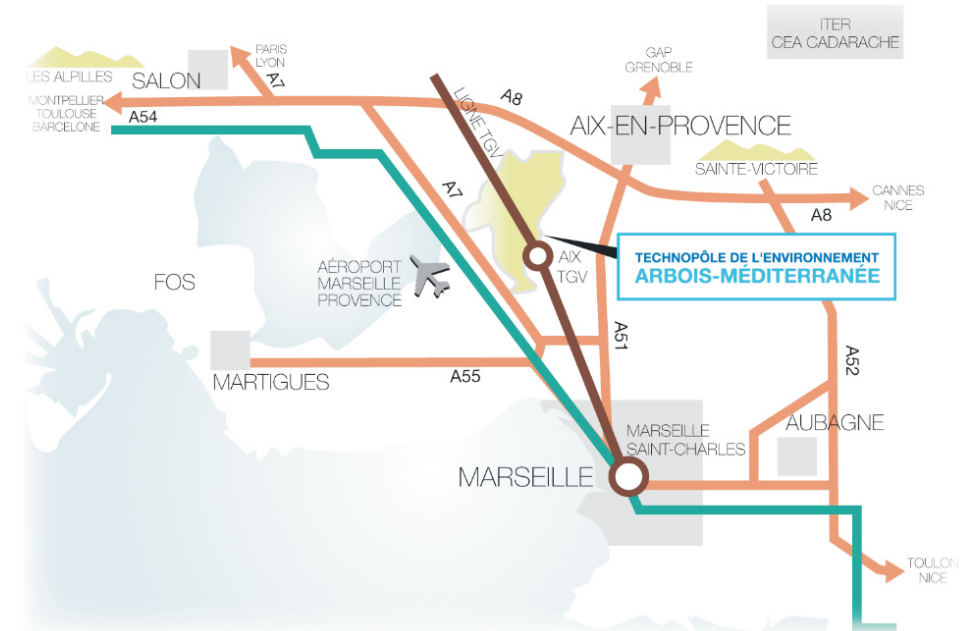 ITER
CEA CADARACHE
PARIS
LYON
GAP
GRENOBLE
LES ALPILLES
SALON
A7
MONTPELLIER
TOULOUSE
BARCELONE
A54
LIGNE TGV
A8
AIX-EN-PROVENCE
SAINTE-VICTOIRE
A7
CANNES
NICE
A8
AÉROPORT
MARSEILLE
PROVENCE
AIX
TGV
TECHNOPÔLE DE L'ENVIRONNEMENT
ARBOIS-MÉDITERRANÉE
FOS
A51
A52
MARTIGUES
A55
AUBAGNE
MARSEILLE
SAINT-CHARLES
MARSEILLE
TOULON
NICE